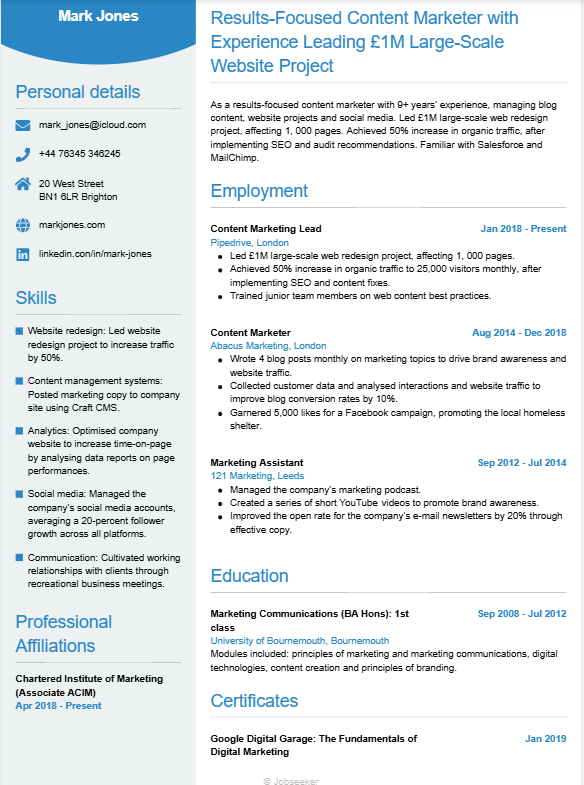 Mark Jones
Personal details
mark_jones@icloud.com
+44 76345 346245
20 West Street
BN1 6LR Brighton
markjones.com
linkedin.con/in/mark-jones
Skills
Website redesign: Led website
redesign project to increase traffic
by 50%.
Content management systems:
Posted marketing copy to company
site using Craft CMS.
Analytics: Optimised company
website to increase time-on-page
by analysing data reports on page
performances.
Social media: Managed the
company's social media accounts,
averaging a 20-percent follower
growth across all platforms.
Communication: Cultivated working
relationships with clients through
recreational business meetings.
Professional
Affiliations
Chartered Institute of Marketing
(Associate ACIM)
Apr 2018 - Present
Results-Focused Content Marketer with
Experience Leading £1M Large-Scale
Website Project
As a results-focused content marketer with 9+ years' experience, managing blog
content, website projects and social media. Led £1M large-scale web redesign
project, affecting 1, 000 pages. Achieved 50% increase in organic traffic, after
implementing SEO and audit recommendations. Familiar with Salesforce and
MailChimp.
Employment
Content Marketing Lead Jan 2018 - Present
Pipedrive, London
• Led £1M large-scale web redesign project, affecting 1, 000 pages.
• Achieved 50% increase in organic traffic to 25,000 visitors monthly, after
implementing SEO and content fixes.
• Trained junior team members on web content best practices.
Content Marketer Aug 2014 - Dec 2018
Abacus Marketing, London
• Wrote 4 blog posts monthly on marketing topics to drive brand awareness and
website traffic.
• Collected customer data and analysed interactions and website traffic to
improve blog conversion rates by 10%.
• Garnered 5,000 likes for a Facebook campaign, promoting the local homeless
shelter.
Marketing Assistant Sep 2012 - Jul 2014
121 Marketing, Leeds
• Managed the company's marketing podcast.
• Created a series of short YouTube videos to promote brand awareness.
• Improved the open rate for the company's e-mail newsletters by 20% through
effective copy.
Education
Marketing Communications (BA Hons): 1st Sep 2008 - Jul 2012
class
University of Bournemouth, Bournemouth
Modules included: principles of marketing and marketing communications, digital
technologies, content creation and principles of branding.
Certificates
Google Digital Garage: The Fundamentals of Jan 2019
Digital Marketing
© Jobseeker